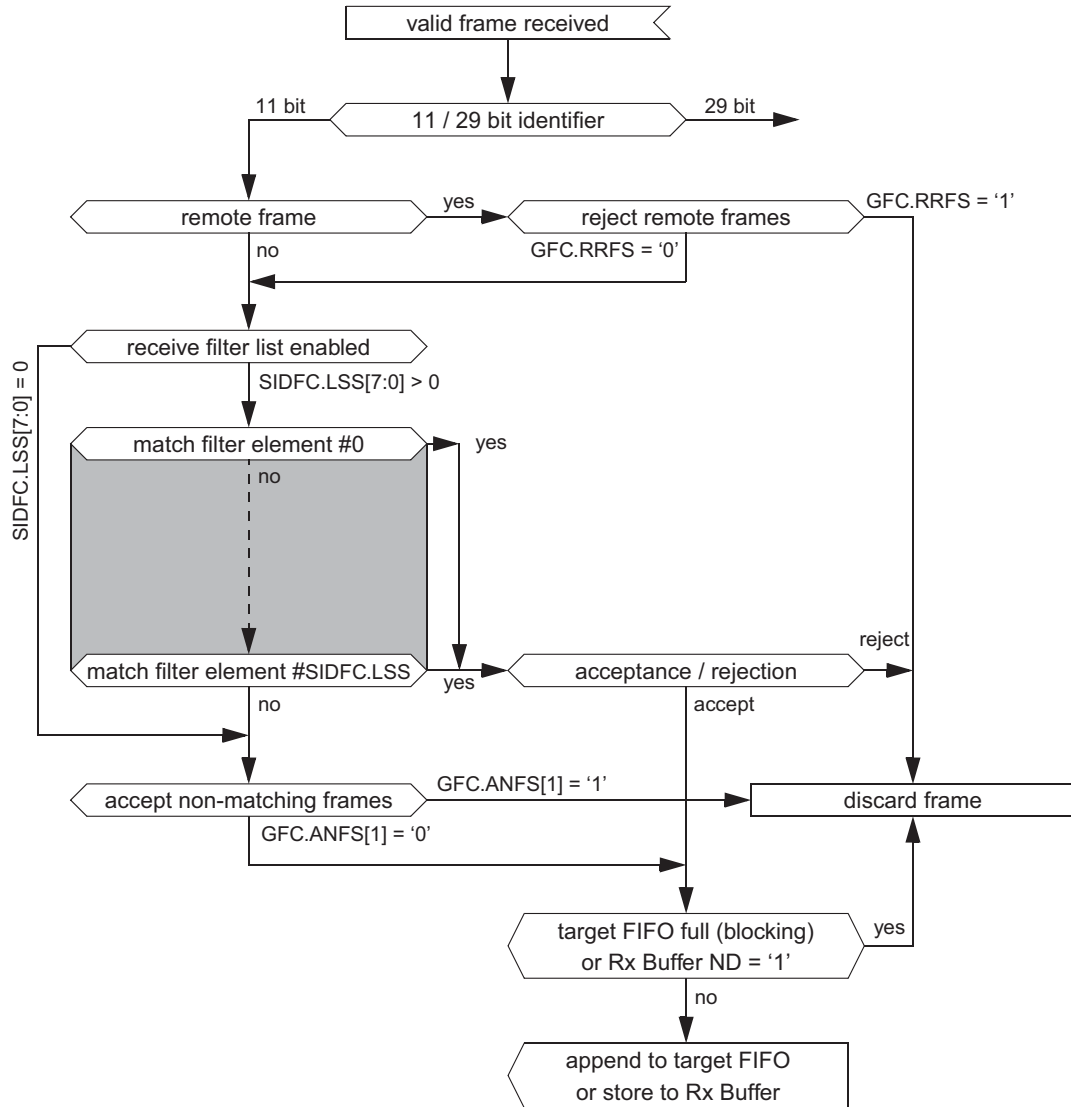 valid frame received
11 bit
11 / 29 bit identifier
29 bit
remote frame
yes
reject remote frames
GFC.RRFS = ‘1’
no
GFC.RRFS = ‘0’
receive filter list enabled
SIDFC.LSS[7:0] = 0
SIDFC.LSS[7:0] > 0
match filter element #0
yes
no
match filter element #SIDFC.LSS
yes
acceptance / rejection
reject
no
accept
accept non-matching frames
GFC.ANFS[1] = ‘1’
discard frame
GFC.ANFS[1] = ‘0’
target FIFO full (blocking)
or Rx Buffer ND = ‘1’
yes
no
append to target FIFO
or store to Rx Buffer